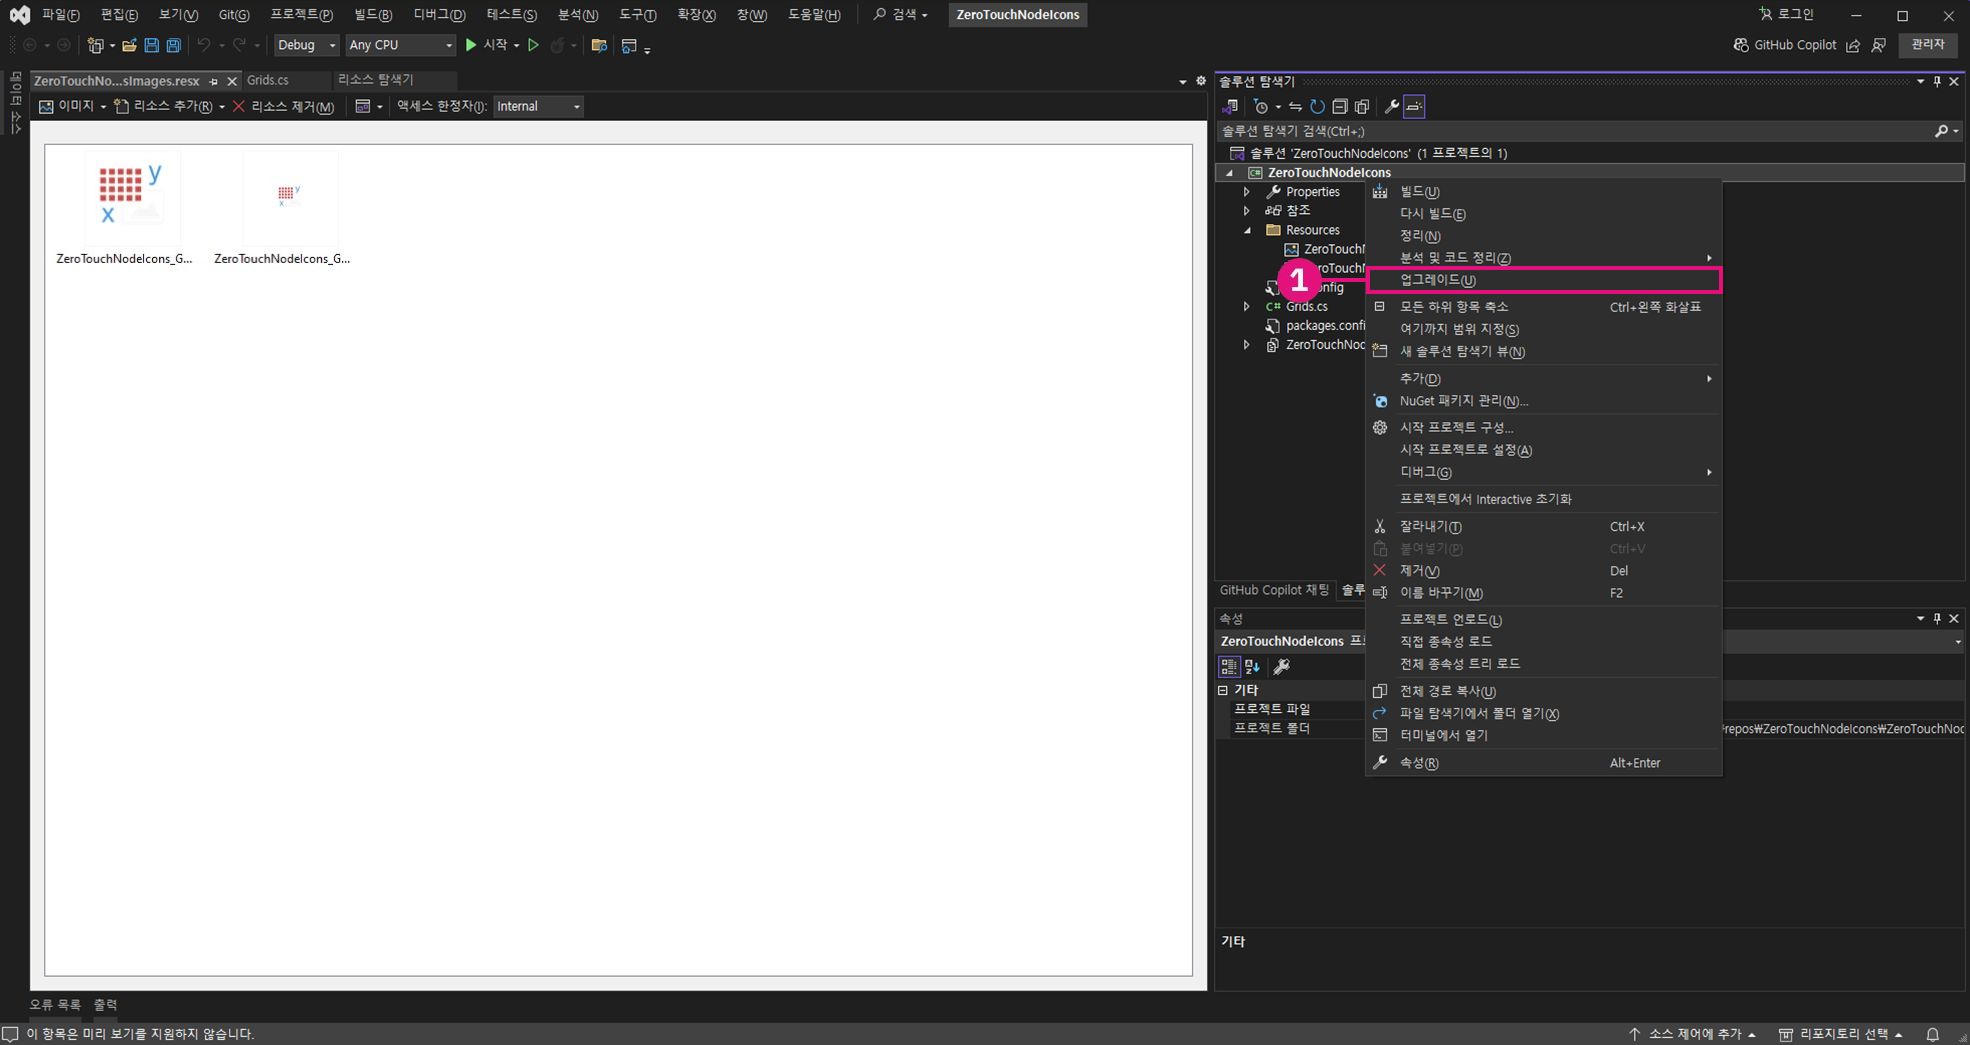 파일(F) 편집(E) 보기(V) Git(G) 프로젝트(P) 빌드(B) 디버그(D) 테스트(S) 분석(N) 도구(T) 확장(X) 창(W) 도움말(H) 검색 ZeroTouchNodeIcons 로그인
Debug Any CPU 시작 GitHub Copilot 관리자
데이터 소스
ZeroTouchNo...sImages.resx Grids.cs 리소스 탐색기
이미지 리소스 추가(R) 리소스 제거(M) 액세스 한정자(I): Internal
y
x
y
x
ZeroTouchNodeIcons_G... ZeroTouchNodeIcons_G...
솔루션 탐색기
솔루션 탐색기 검색(Ctrl+;)
솔루션 'ZeroTouchNodeIcons' (1 프로젝트의 1)
C# ZeroTouchNodeIcons
Properties
참조
Resources
ZeroTouchN
roTouchN
nfig
C# Grids.cs
packages.confi
ZeroTouchNod
1
빌드(U)
다시 빌드(E)
정리(N)
분석 및 코드 정리(Z)
업그레이드(U)
모든 하위 항목 축소 Ctrl+왼쪽 화살표
여기까지 범위 지정(S)
새 솔루션 탐색기 뷰(N)
추가(D)
NuGet 패키지 관리(N)...
시작 프로젝트 구성...
시작 프로젝트로 설정(A)
디버그(G)
프로젝트에서 Interactive 초기화
잘라내기(T) Ctrl+X
붙여넣기(P) Ctrl+V
제거(V) Del
이름 바꾸기(M) F2
프로젝트 언로드(L)
직접 종속성 로드
전체 종속성 트리 로드
전체 경로 복사(U)
파일 탐색기에서 폴더 열기(X)
터미널에서 열기
속성(R) Alt+Enter
GitHub Copilot 채팅 솔루
속성
ZeroTouchNodeIcons 프로
기타
프로젝트 파일
프로젝트 폴더 repos₩ZeroTouchNodeIcons₩ZeroTouchNod
기타
오류 목록 출력
이 항목은 미리 보기를 지원하지 않습니다. 소스 제어에 추가 리포지토리 선택